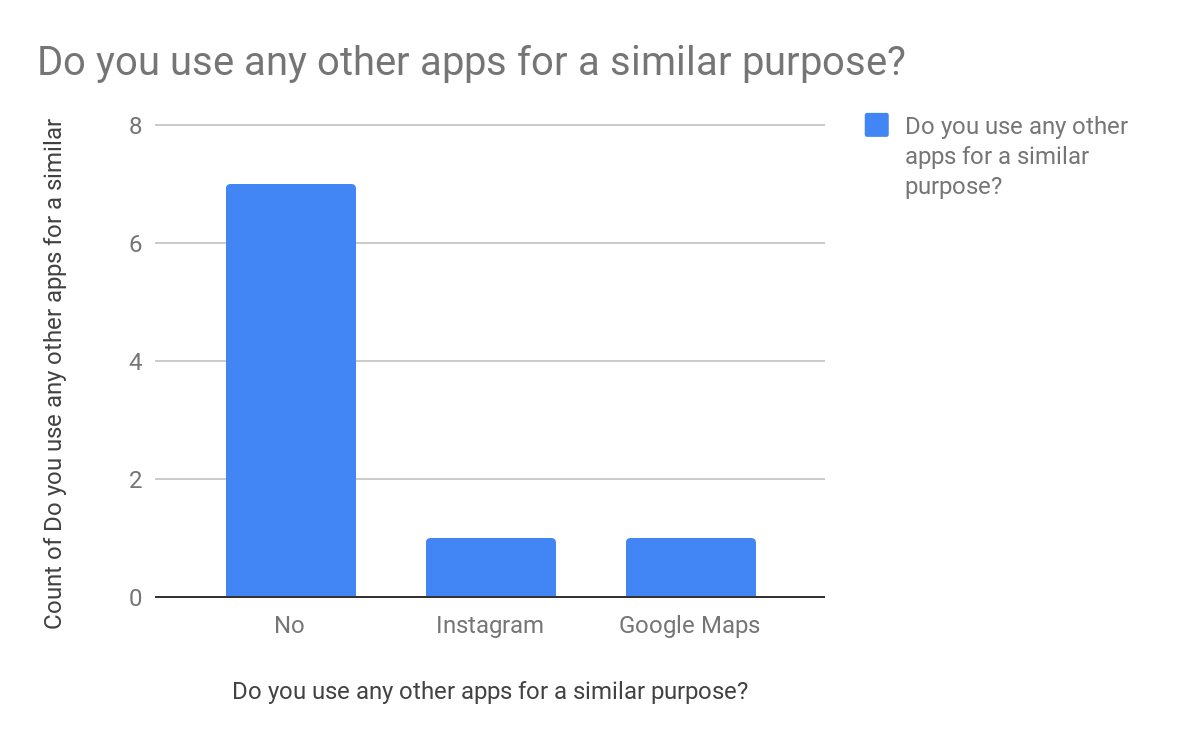 Do you use any other apps for a similar purpose?
Count of Do you use any other apps for a similar
8
6
4
2
0
No
Instagram
Google Maps
Do you use any other apps for a similar purpose?
Do you use any other
apps for a similar
purpose?